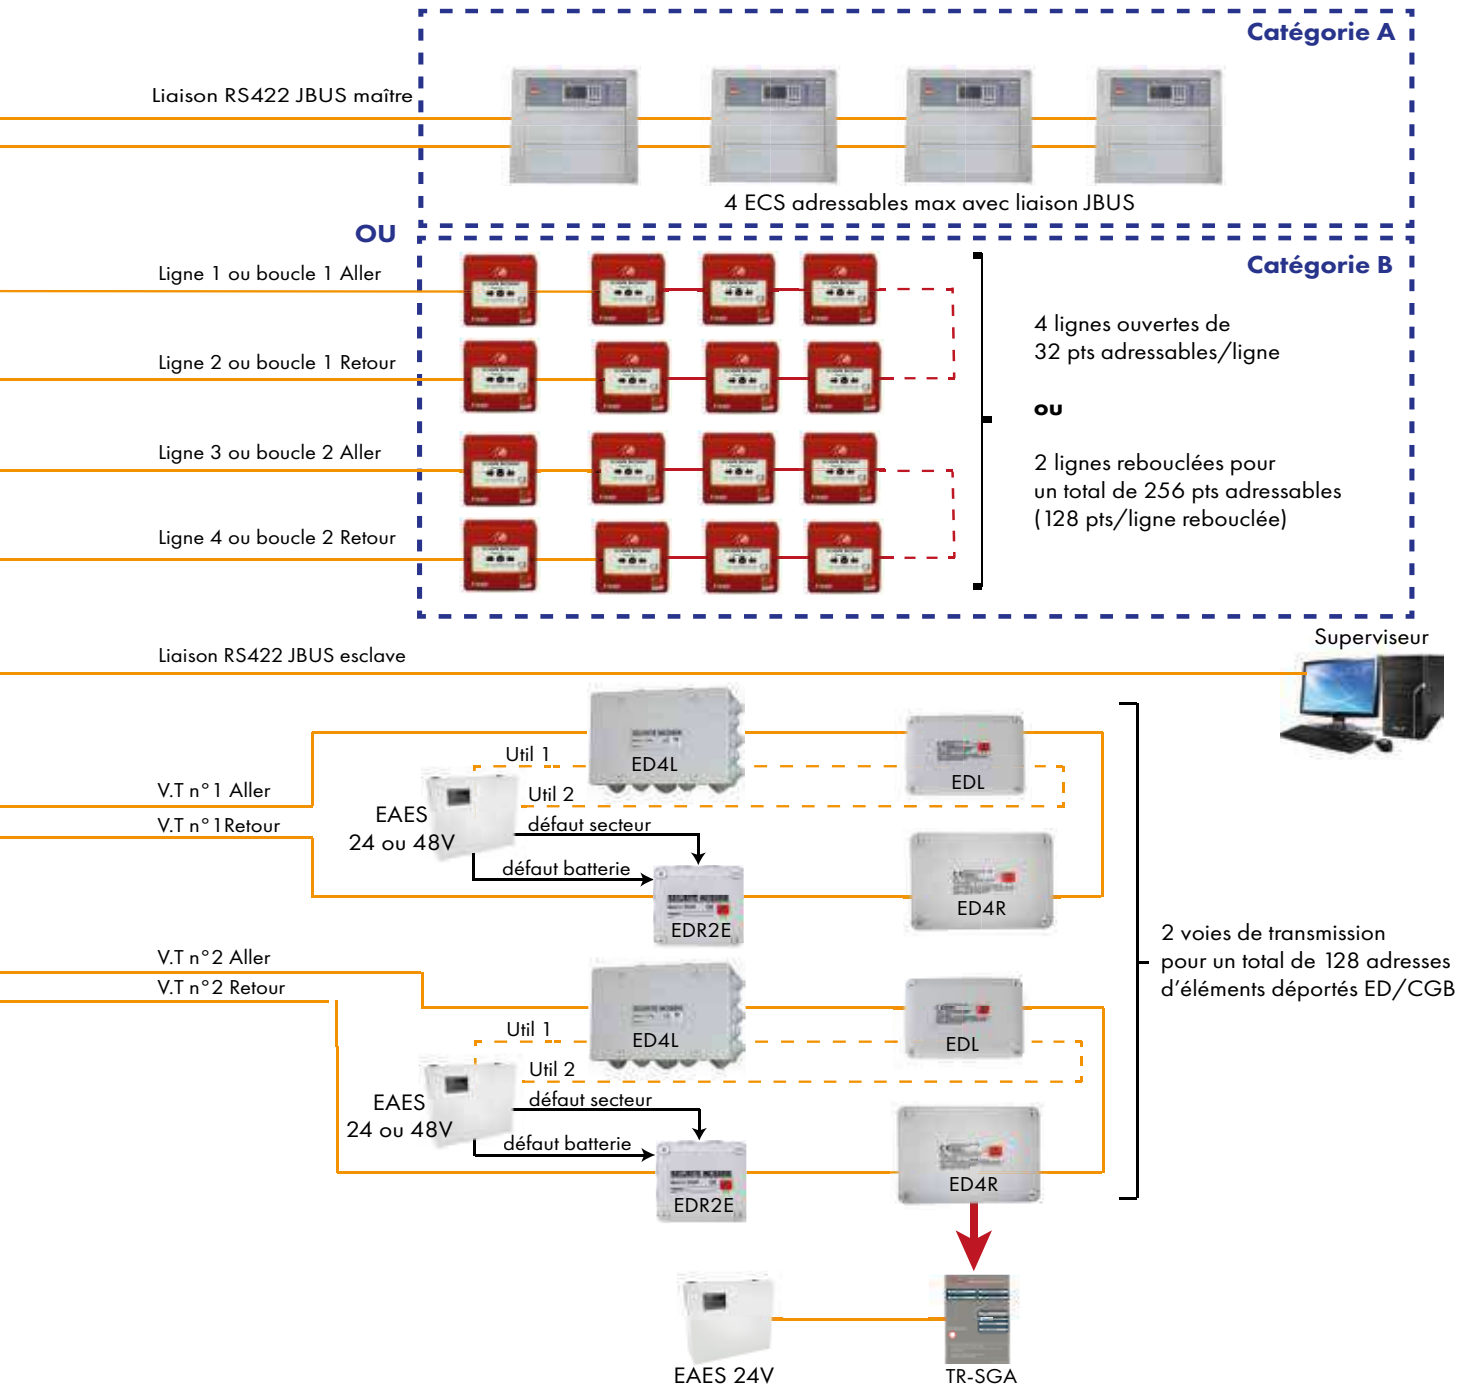 Catégorie A
Liaison RS422 JBUS maître
4 ECS adressables max avec liaison JBUS
OU
Catégorie B
Ligne 1 ou boucle 1 Aller
4 lignes ouvertes de
32 pts adressables/ligne
Ligne 2 ou boucle 1 Retour
ou
Ligne 3 ou boucle 2 Aller
2 lignes rebouclées pour
un total de 256 pts adressables
(128 pts/ligne rebouclée)
Ligne 4 ou boucle 2 Retour
Superviseur
Liaison RS422 JBUS esclave
Util 1
ED4L
EDL
V.T n°1 Aller
Util 2
EAES
24 ou 48V
V.T n°1Retour
défaut secteur
défaut batterie
SECURITE INCENDIE
EDR2E
ED4R
2 voies de transmission
pour un total de 128 adresses
d'éléments déportés ED/CGB
V.T n°2 Aller
V.T n°2 Retour
Util 1
ED4L
EDL
Util 2
EAES
24 ou 48V
défaut secteur
défaut batterie
SECURITE INCENDIE
EDR2E
ED4R
EAES 24V
TR-SGA